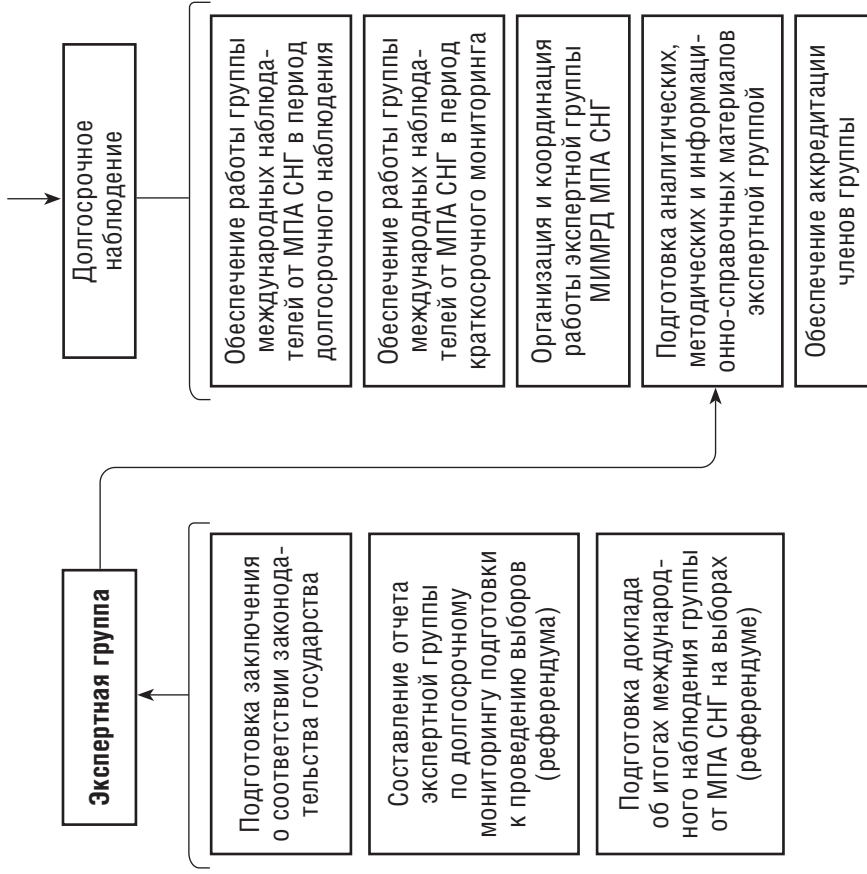 Долгосрочное
наблюдение
Обеспечение работы группы
международных наблюда-
телей от МПА СНГ в период
долгосрочного наблюдения
Обеспечение работы группы
международных наблюда-
телей от МПА СНГ в период
краткосрочного мониторинга
Организация и координация
работы экспертной группы
МИМРД МПА СНГ
Подготовка аналитических,
методических и информаци-
онно-справочных материалов
экспертной группой
Обеспечение аккредитации
членов группы
Экспертная группа
Подготовка заключения
о соответствии законода-
тельства государства
Составление отчета
экспертной группы
по долгосрочному
мониторингу подготовки
к проведению выборов
(референдума)
Подготовка доклада
об итогах международ-
ного наблюдения группы
от МПА СНГ на выборах
(референдуме)